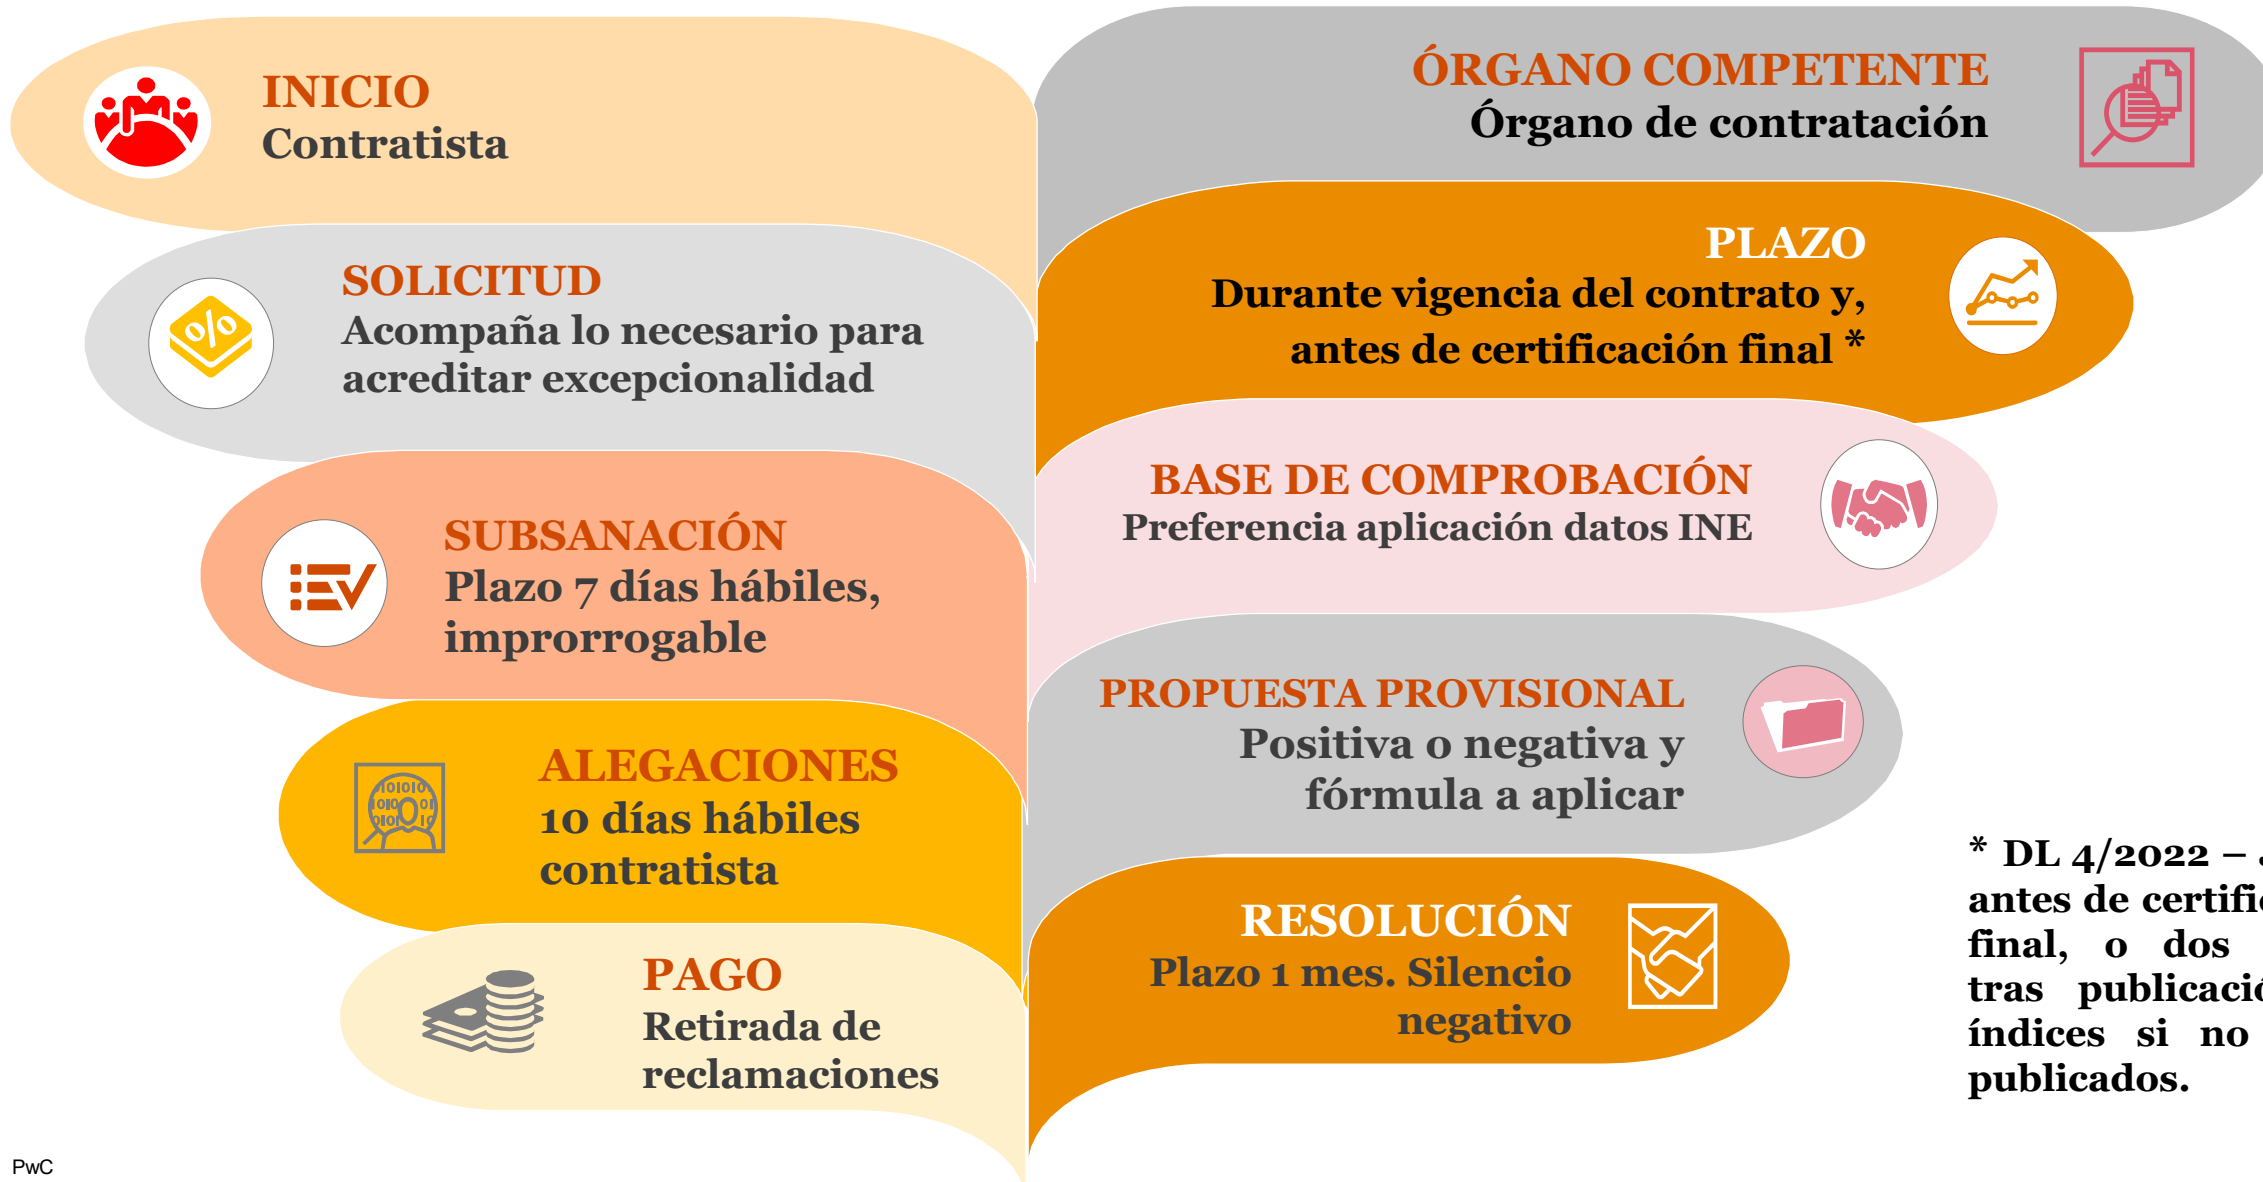 INICIO
Contratista
ÓRGANO COMPETENTE
Órgano de contratación
SOLICITUD
Acompaña lo necesario para
acreditar excepcionalidad
PLAZO
Durante vigencia del contrato y,
antes de certificación final *
SUBSANACIÓN
Plazo 7 días hábiles,
improrrogable
BASE DE COMPROBACIÓN
Preferencia aplicación datos INE
ALEGACIONES
10 días hábiles
contratista
PROPUESTA PROVISIONAL
Positiva o negativa y
fórmula a aplicar
PAGO
Retirada de
reclamaciones
RESOLUCIÓN
Plazo 1 mes. Silencio
negativo
* DL 4/2022 –
antes de
final, o dos
tras
índices si no
publicados.
PwC